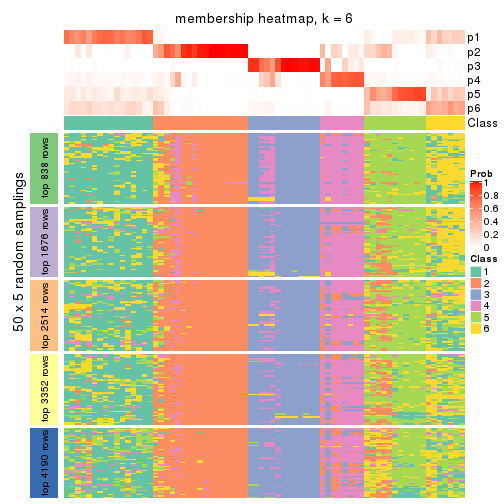 membership heatmap, k = 6
p1
p2
p3
p4
p5
p6
Class
50 x 5 random samplings
top 838 rows
top 1676 rows
top 2514 rows
top 3352 rows
top 4190 rows
Prob
1
0.8
0.6
0.4
0.2
0
Class
1
2
3
4
5
6